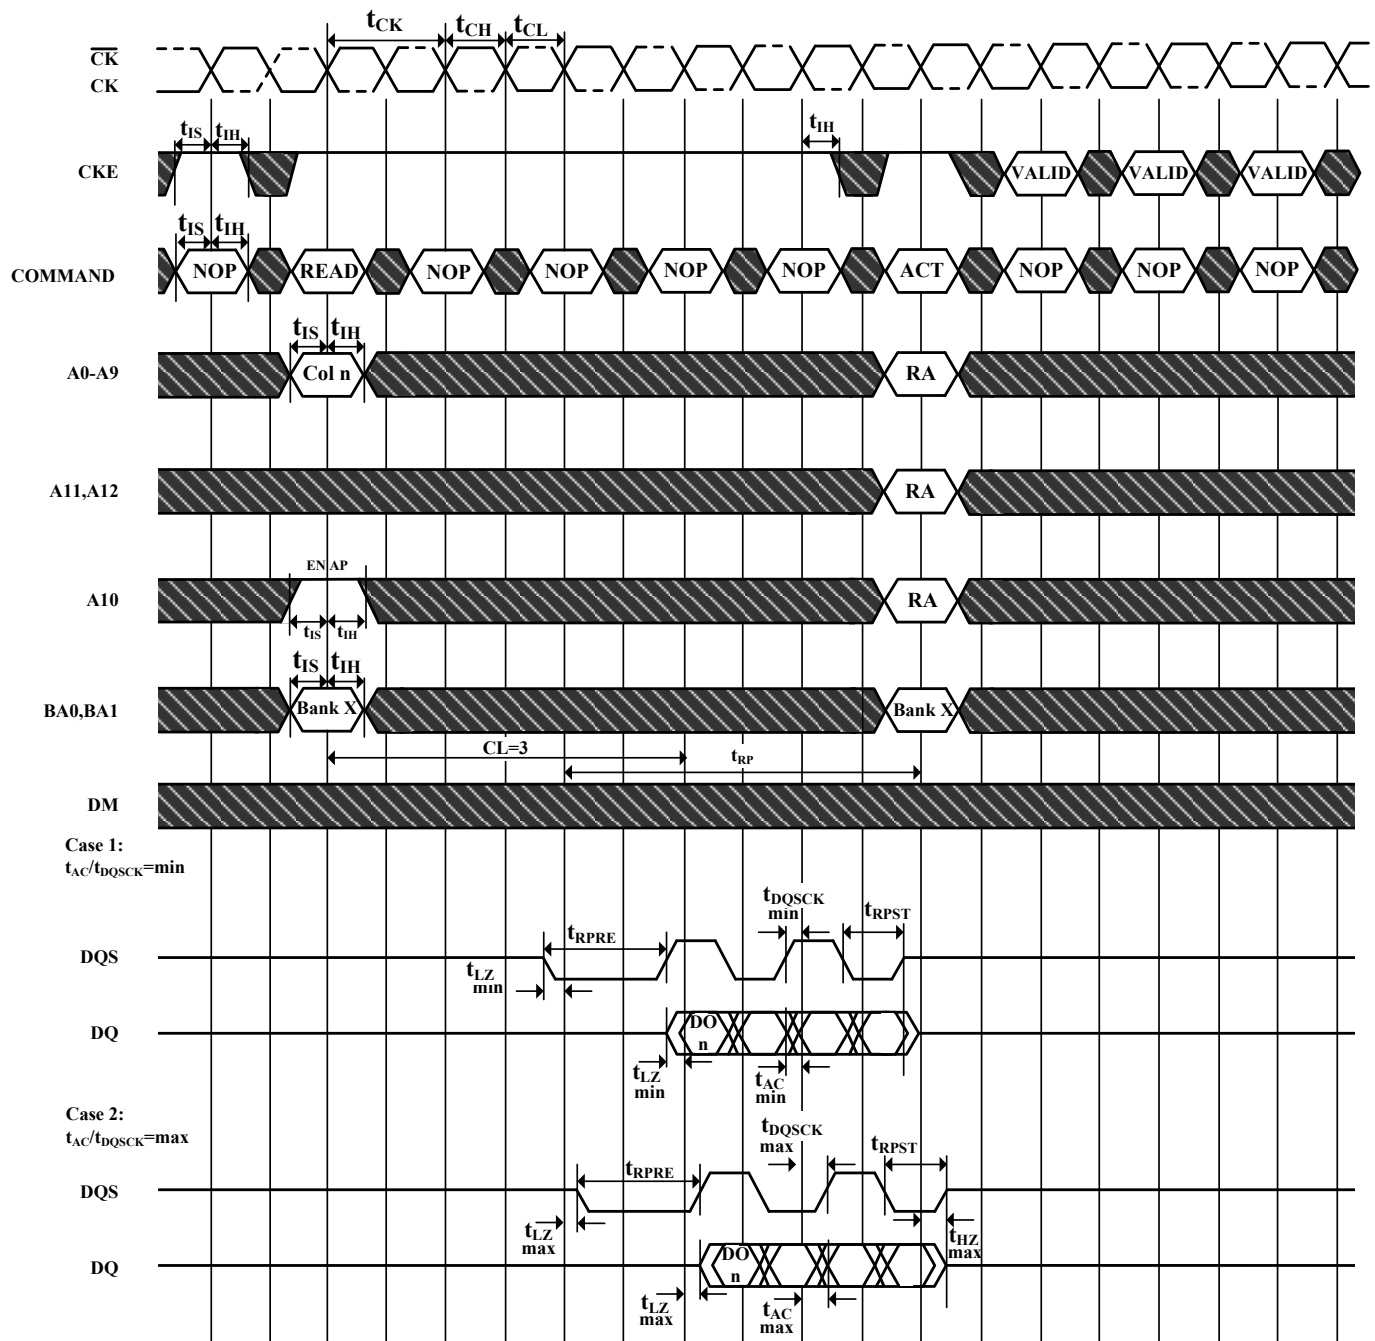 tCK tCH tCL
CK
CK
tIS tIH tIH
CKE VALID VALID VALID
tIS tIH
COMMAND NOP READ NOP NOP NOP NOP ACT NOP NOP NOP
tIS tIH
A0-A9 Col n RA
A11,A12 RA
EN AP
A10 RA
tIS tIH
tIS tIH
BA0,BA1 Bank X Bank X
CL=3
tRP
DM
Case 1:
tAC/tDQSCK=min
tDQSCK min tRPST
tRPRE
DQS
tLZ min
DQ DO n
tLZ min tAC min
Case 2:
tAC/tDQSCK=max
tDQSCK max tRPST
tRPRE
DQS
tLZ max tHZ max
DQ DO n
tLZ max tAC max